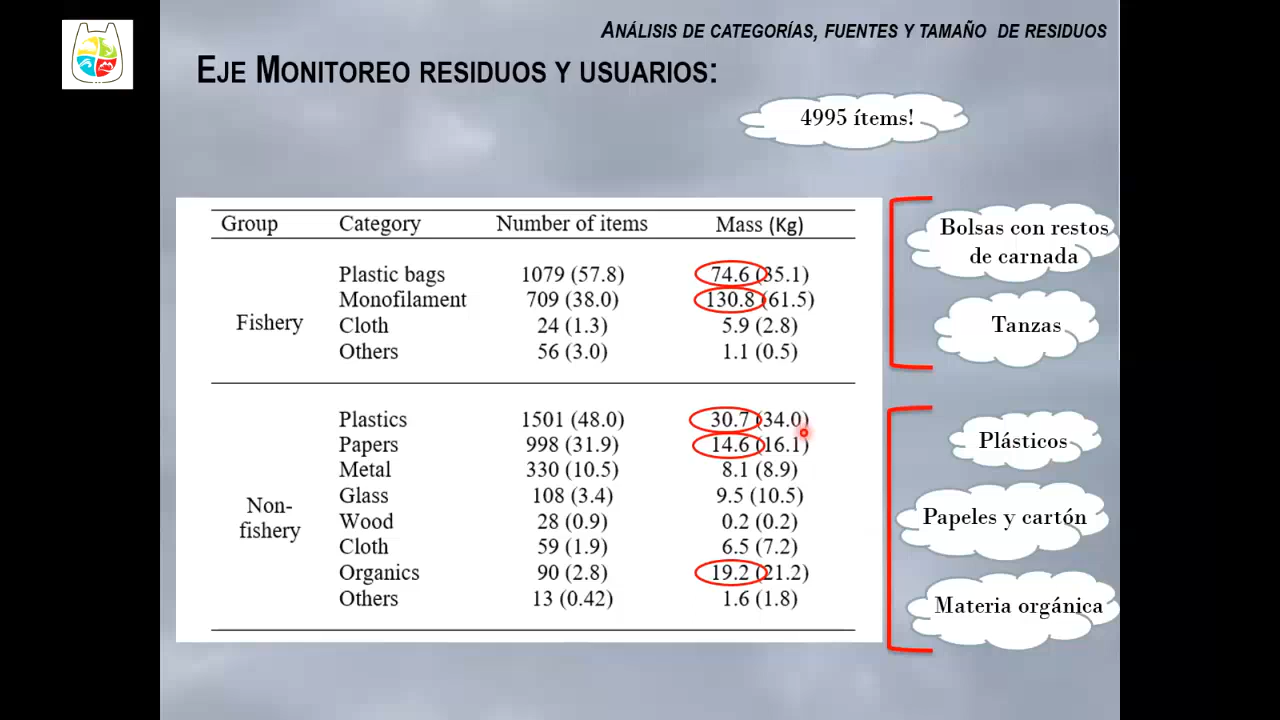 ANÁLISIS DE CATEGORÍAS, FUENTES Y TAMAÑO DE RESIDUOS
EJE MONITOREO RESIDUOS Y USUARIOS:
4995 ítems!
Group Category Number of items Mass (Kg)
Plastic bags 1079 (57.8) 74.6 (35.1)
Monofilament 709 (38.0) 130.8 (61.5)
Fishery
Cloth 24 (1.3) 5.9 (2.8)
Others 56 (3.0) 1.1 (0.5)
Plastics 1501 (48.0) 30.7 (34.0)
Papers 998 (31.9) 14.6 (16.1)
Metal 330 (10.5) 8.1 (8.9)
Glass 108 (3.4) 9.5 (10.5)
Non-
fishery
Wood 28 (0.9) 0.2 (0.2)
Cloth 59 (1.9) 6.5 (7.2)
Organics 90 (2.8) 19.2 (21.2)
Others 13 (0.42) 1.6 (1.8)
Bolsas con restos
de carnada
Tanzas
Plásticos
Papeles y cartón
Materia orgánica